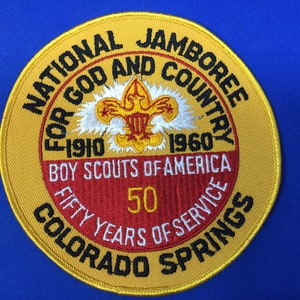 NATIONAL JAMBOREE
FOR GOD AND COUNTRY
1910 1960
BOY SCOUTS OF AMERICA
50
FIFTY YEARS OF SERVICE
COLORADO SPRINGS